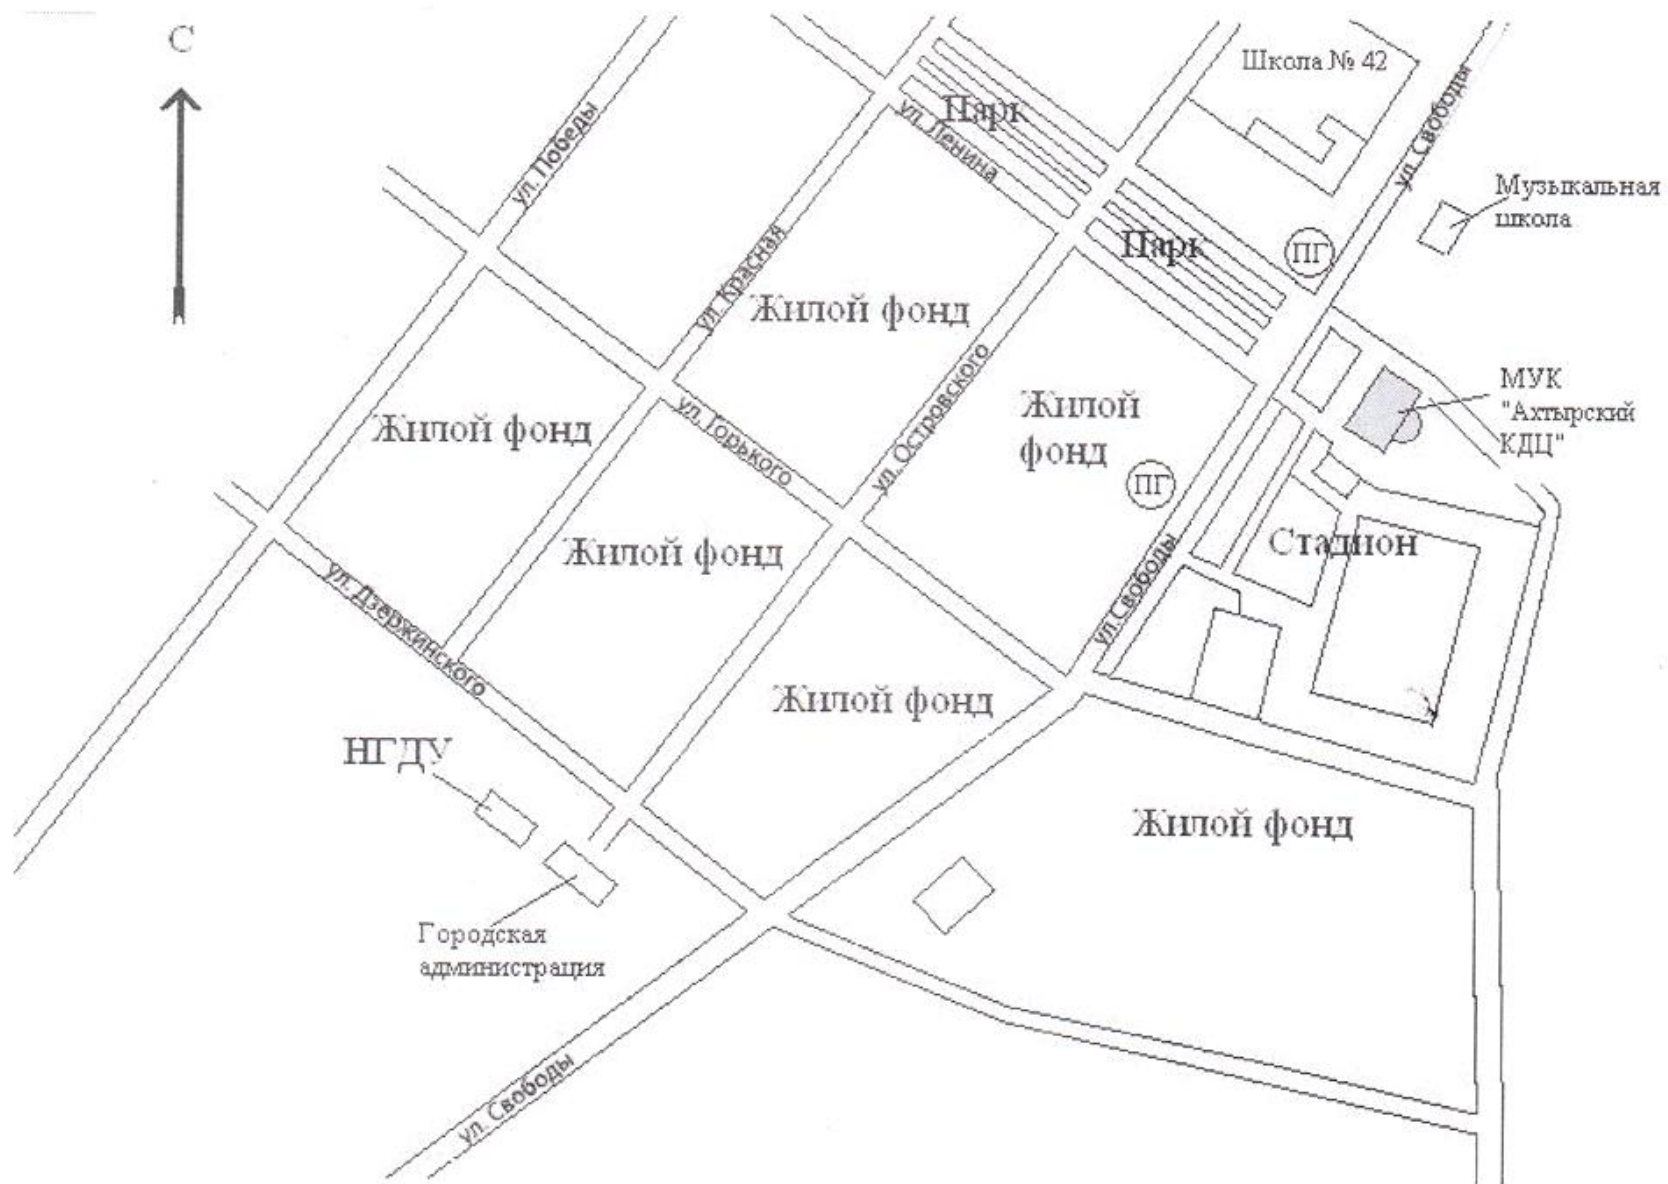 С
Школа № 42
ул. Свободы
ул. Победы
Парк
ул. Ленина
Музыкальная
школа
ПГ
Парк
ул. Красная
Жилой фонд
МУК
"Ахтырский
КДЦ"
Жилой
фонд
ул. Островского
Жилой фонд
ул. Горького
ПГ
Жилой фонд
Стадион
ул. Свободы
ул. Дзержинского
Жилой фонд
НГДУ
Жилой фонд
Городская
администрация
ул. Свободы